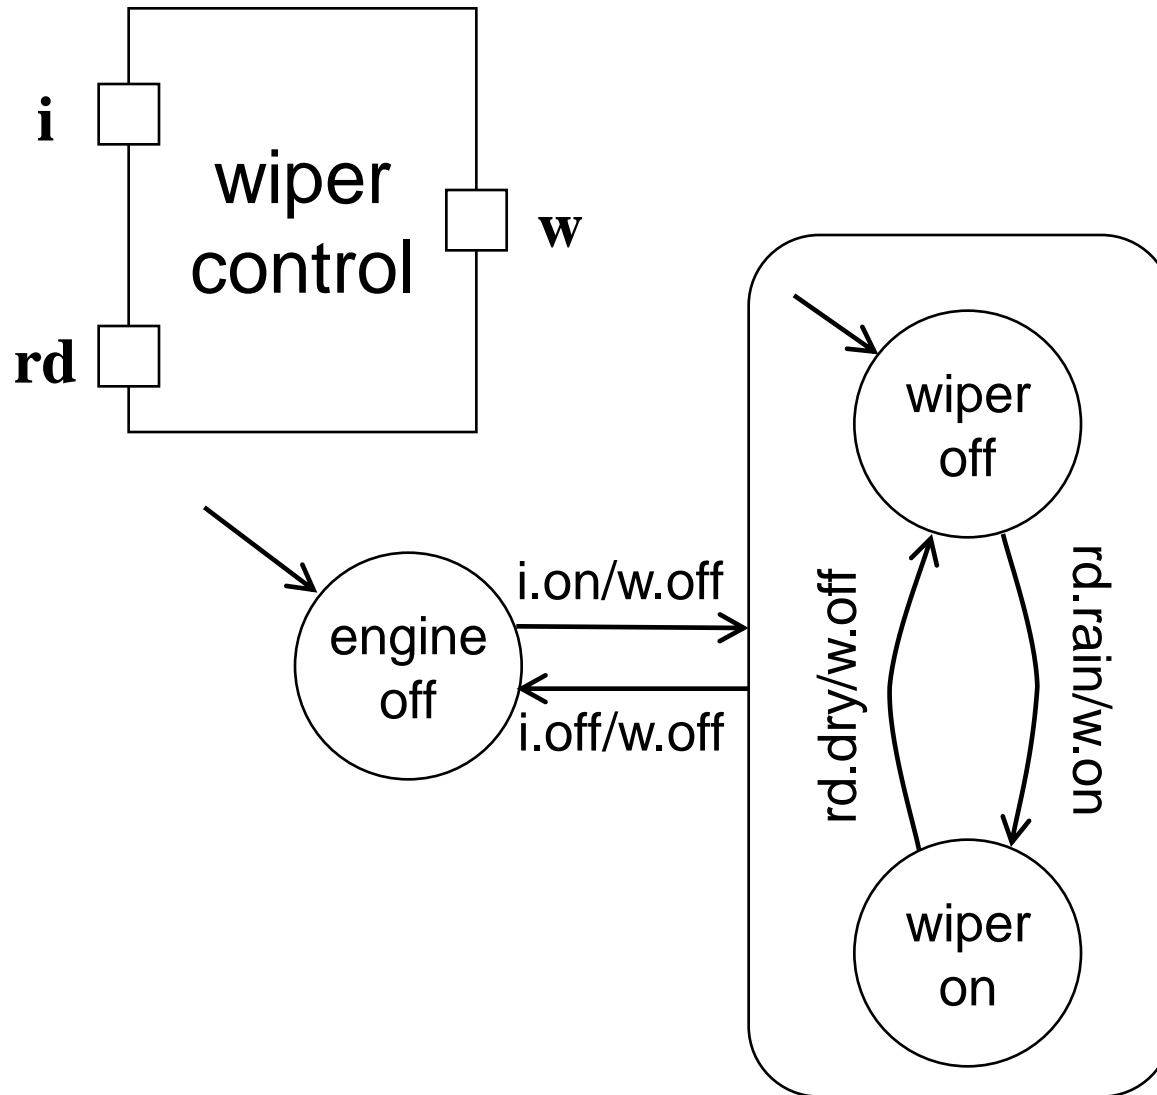 i
wiper
control
w
rd
wiper
off
i.on/w.off
engine
off
i.off/w.off
rd.dry/w.off
rd.rain/w.on
wiper
on